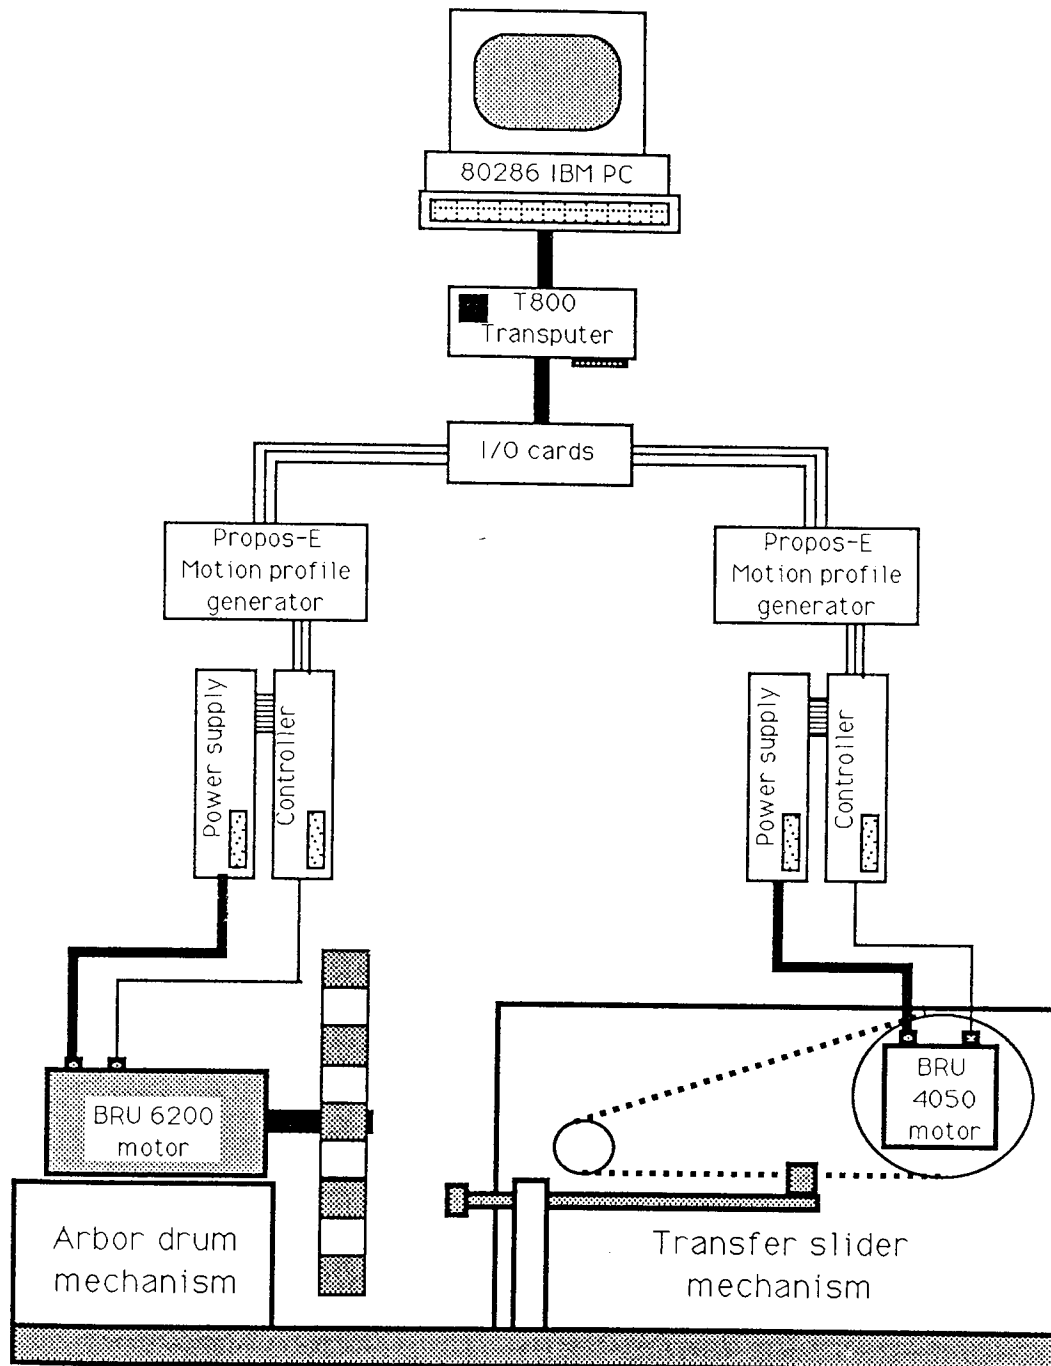 80286 IBM PC
T800
Transputer
I/O cards
Propos-E
Motion profile
generator
Propos-E
Motion profile
generator
Power supply
Controller
Power supply
Controller
BRU 6200
motor
BRU
4050
motor
Arbor drum
mechanism
Transfer slider
mechanism